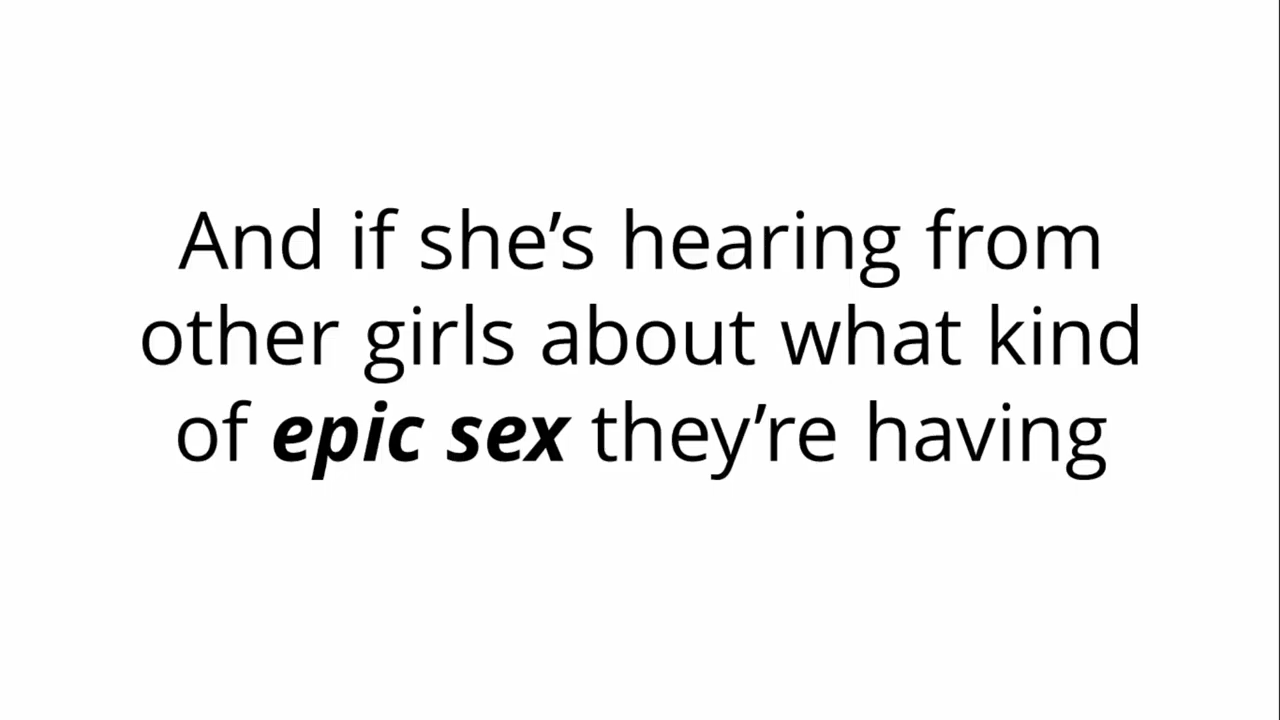 And if she’s hearing from
other girls about what kind
of epic sex they’re having